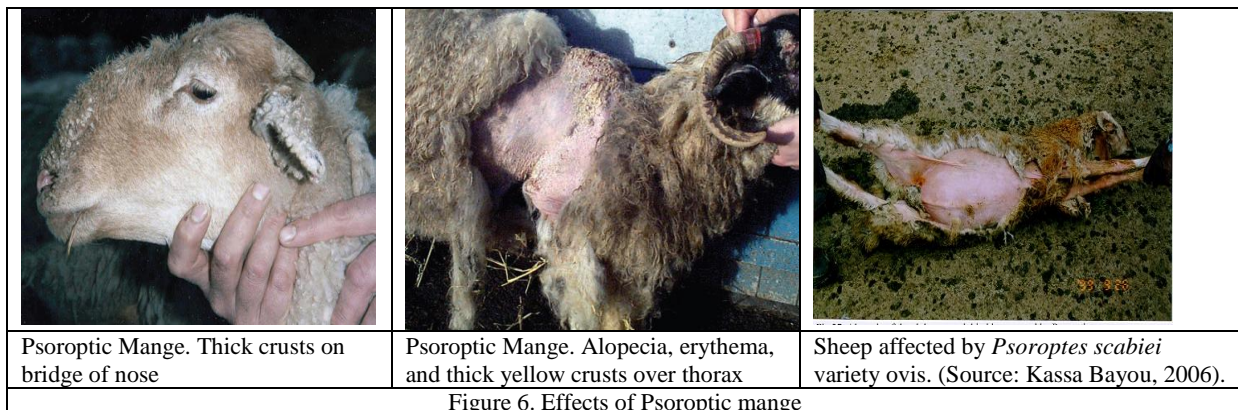 Psoroptic Mange. Thick crusts on
bridge of nose
Psoroptic Mange. Alopecia, erythema,
and thick yellow crusts over thorax
Sheep affected by Psoroptes scabiei
variety ovis. (Source: Kassa Bayou, 2006).
Figure 6. Effects of Psoroptic mange